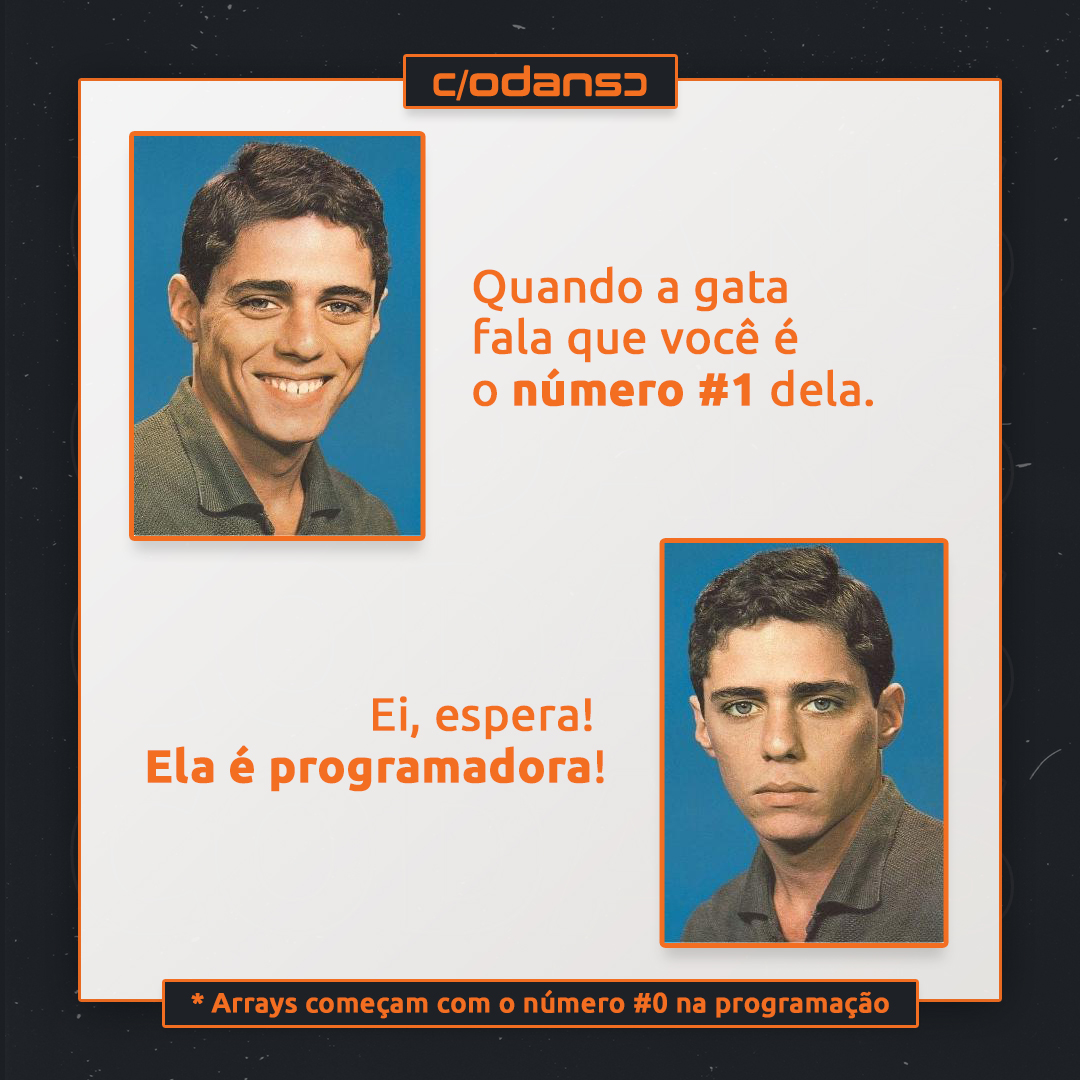 c/odansc
Quando a gata
fala que você é
o número #1 dela.
Ei, espera!
Ela é programadora!
* Arrays começam com o número #0 na programação